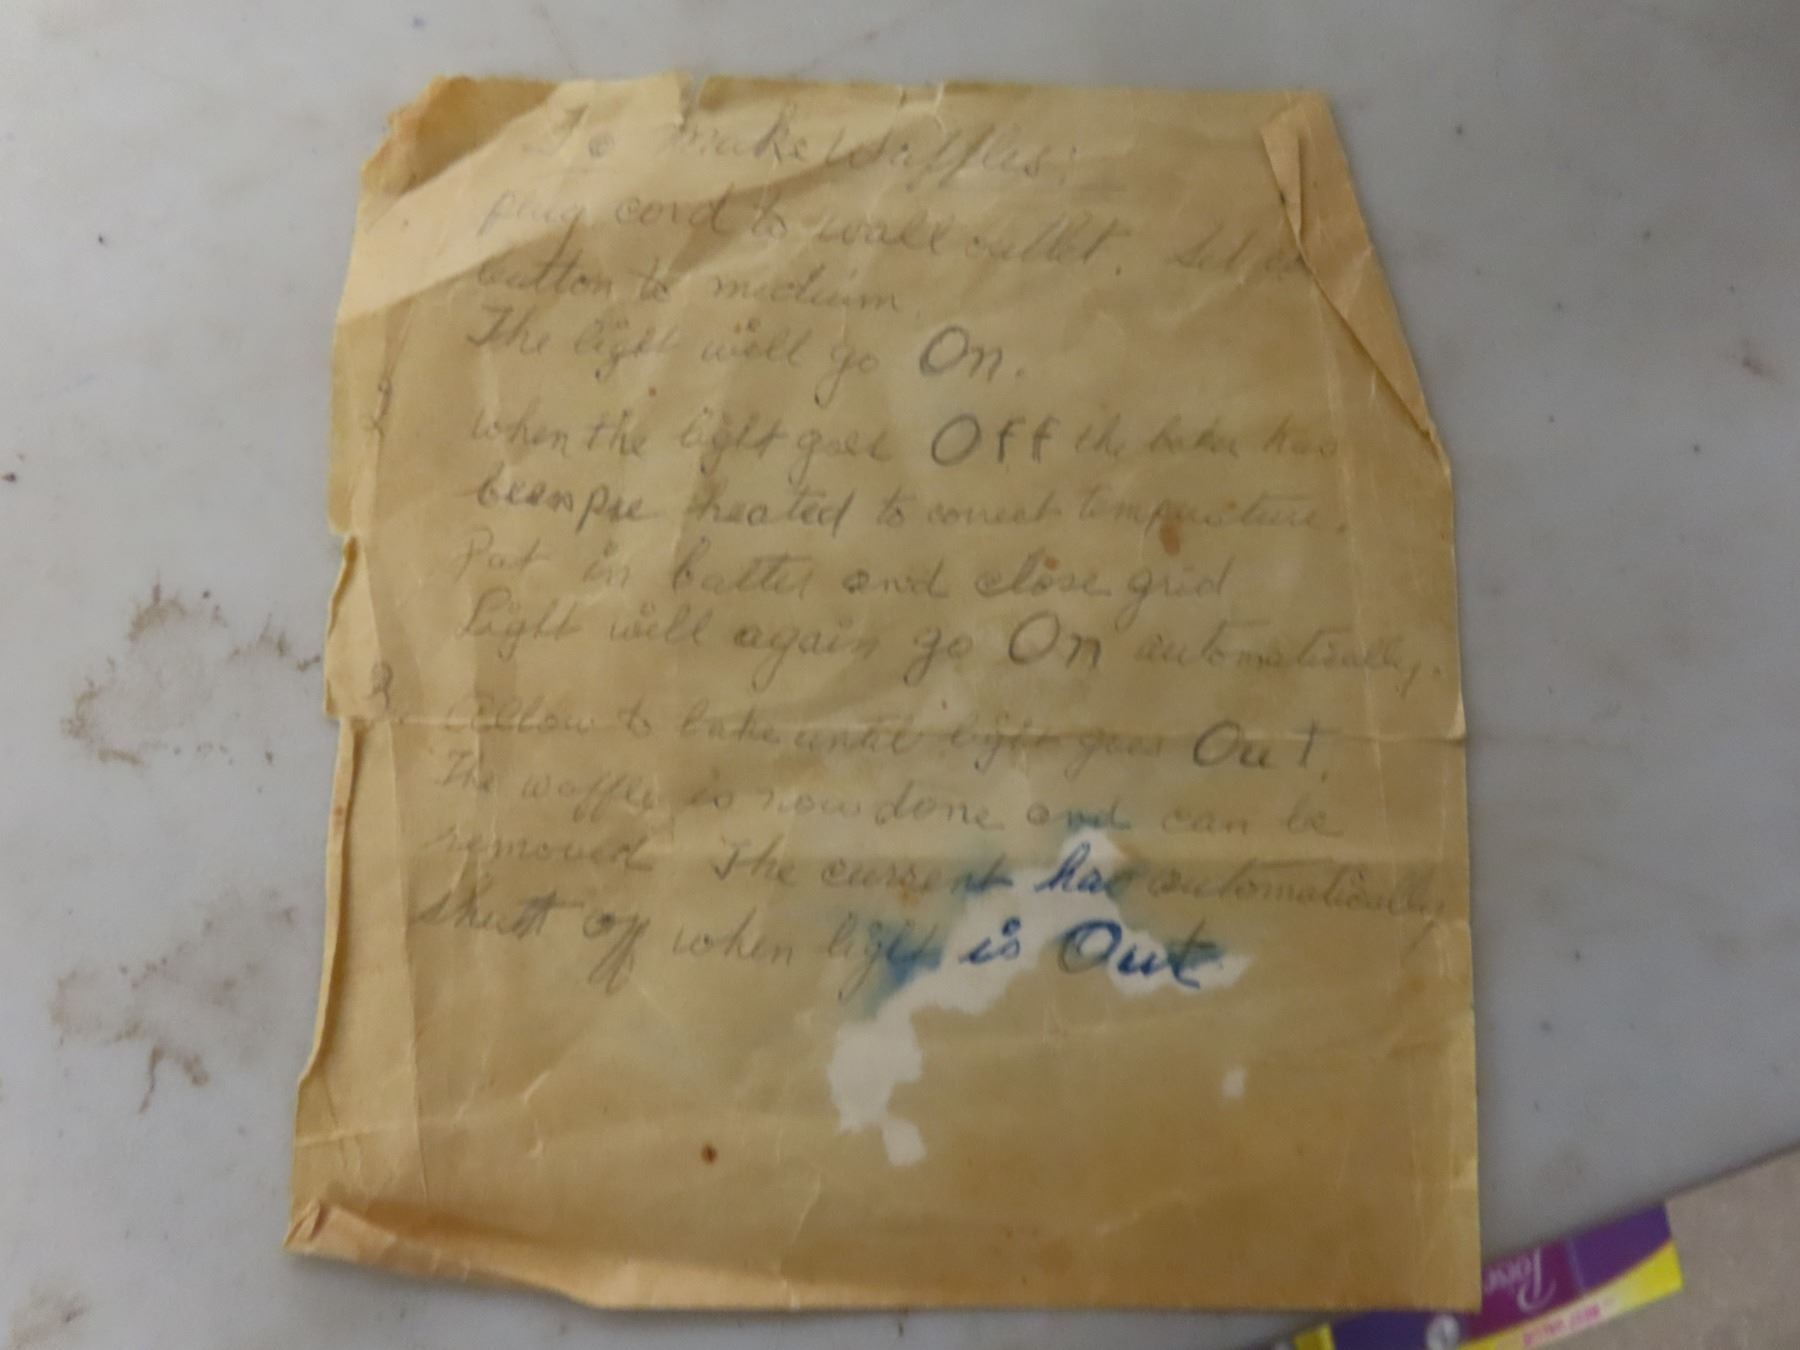 To Make Waffles:
plug cord to wall outlet. Set
button to medium
The light will go On.
2 when the light goes Off the baker has
been pre heated to correct temperature.
Put in batter and close grid
Light will again go On automatically.
3. Allow to bake until light goes Out.
The waffle is now done and can be
removed. The current has automatically
shutt off when light is Out